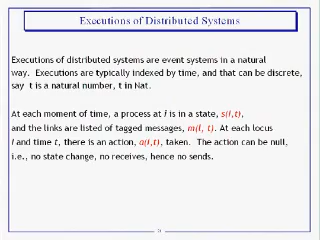 Executions of Distributed Systems
Executions of distributed systems are event systems in a natural
way. Executions are typically indexed by time, and that can be discrete,
say t is a natural number, t in Nat.
At each moment of time, a process at i is in a state, s(i,t),
and the links are listed of tagged messages, m(l, t). At each locus
i and time t, there is an action, a(i,t), taken. The action can be null,
i.e., no state change, no receives, hence no sends.